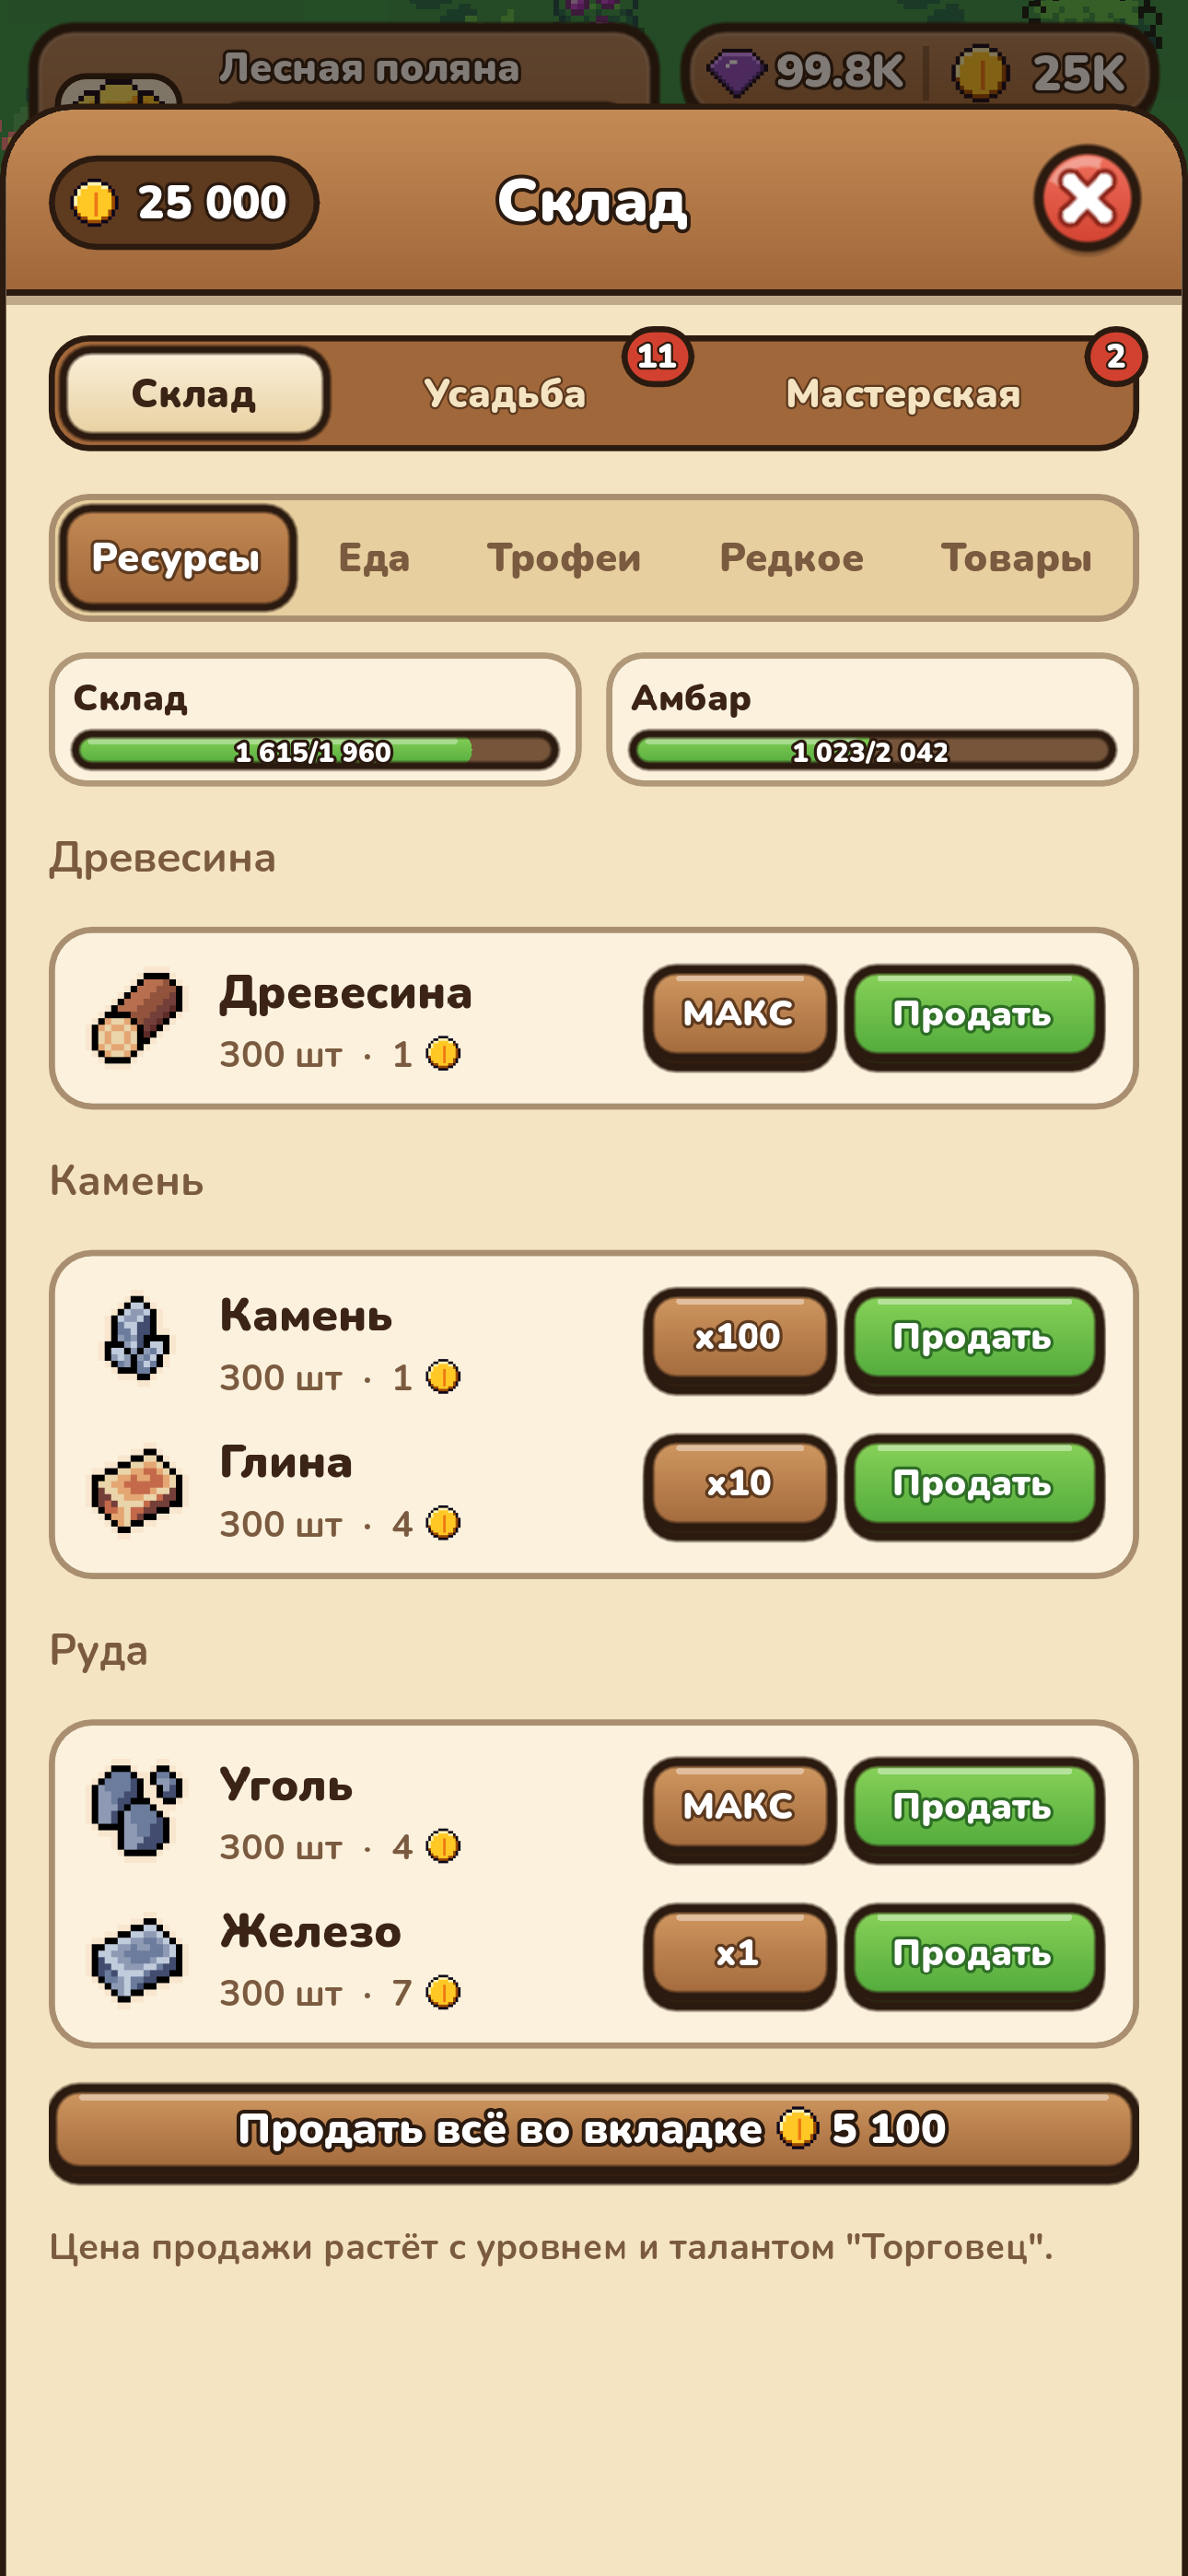 Лесная поляна
99.8K
25K
25 000
Склад
Склад
Усадьба
11
Мастерская
2
Ресурсы
Еда
Трофеи
Редкое
Товары
Склад
1 615/1 960
Амбар
1 023/2 042
Древесина
Древесина
300 шт · 1
МАКС
Продать
Камень
Камень
300 шт · 1
x100
Продать
Глина
300 шт · 4
x10
Продать
Руда
Уголь
300 шт · 4
МАКС
Продать
Железо
300 шт · 7
x1
Продать
Продать всё во вкладке 5 100
Цена продажи растёт с уровнем и талантом "Торговец".